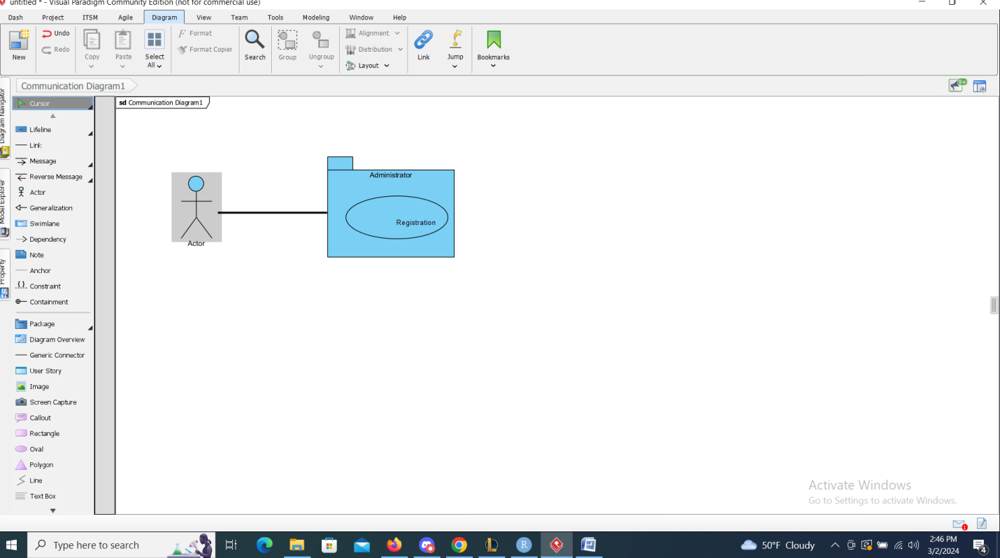 untitled * - Visual Paradigm Community Edition (not for commercial use)
Dash Project ITSM Agile Diagram View Team Tools Modeling Window Help
New
Undo
Redo
Copy
Paste
Select All
Format
Format Copier
Search
Group
Ungroup
Alignment
Distribution
Layout
Link
Jump
Bookmarks
Communication Diagram1
9+
Diagram Navigator
Model Explorer
Property
Cursor
Lifeline
Link
Message
Reverse Message
Actor
Generalization
Swimlane
Dependency
Note
Anchor
Constraint
Containment
Package
Diagram Overview
Generic Connector
User Story
Image
Screen Capture
Callout
Rectangle
Oval
Polygon
Line
Text Box
sd Communication Diagram1
Actor
Administrator
Registration
Activate Windows
Go to Settings to activate Windows.
Type here to search
50°F Cloudy
2:46 PM
3/2/2024
4